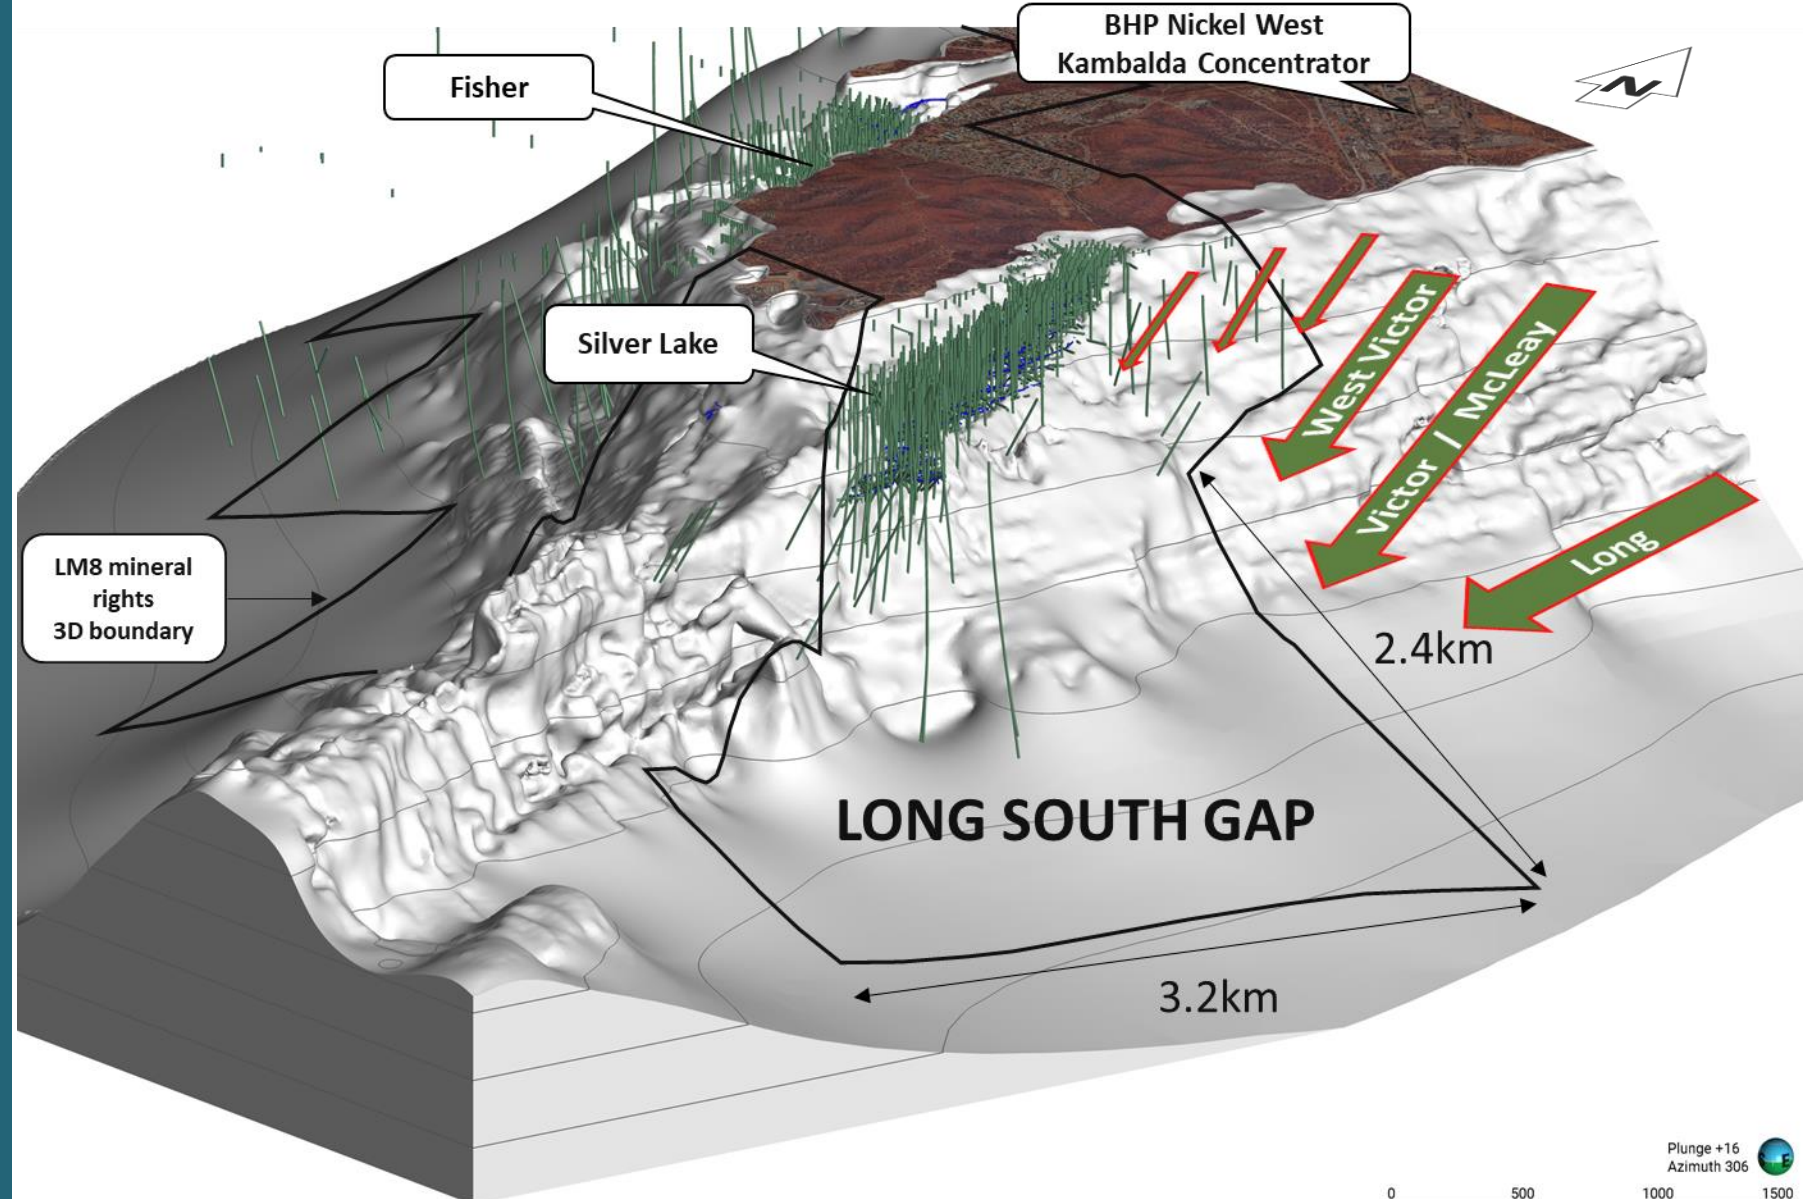 BHP Nickel West
Kambalda Concentrator
Fisher
N
Silver Lake
West Victor
Victor / McLeay
Long
LM8 mineral
rights
3D boundary
2.4km
LONG SOUTH GAP
3.2km
Plunge +16
Azimuth 306
E
0 500 1000 1500